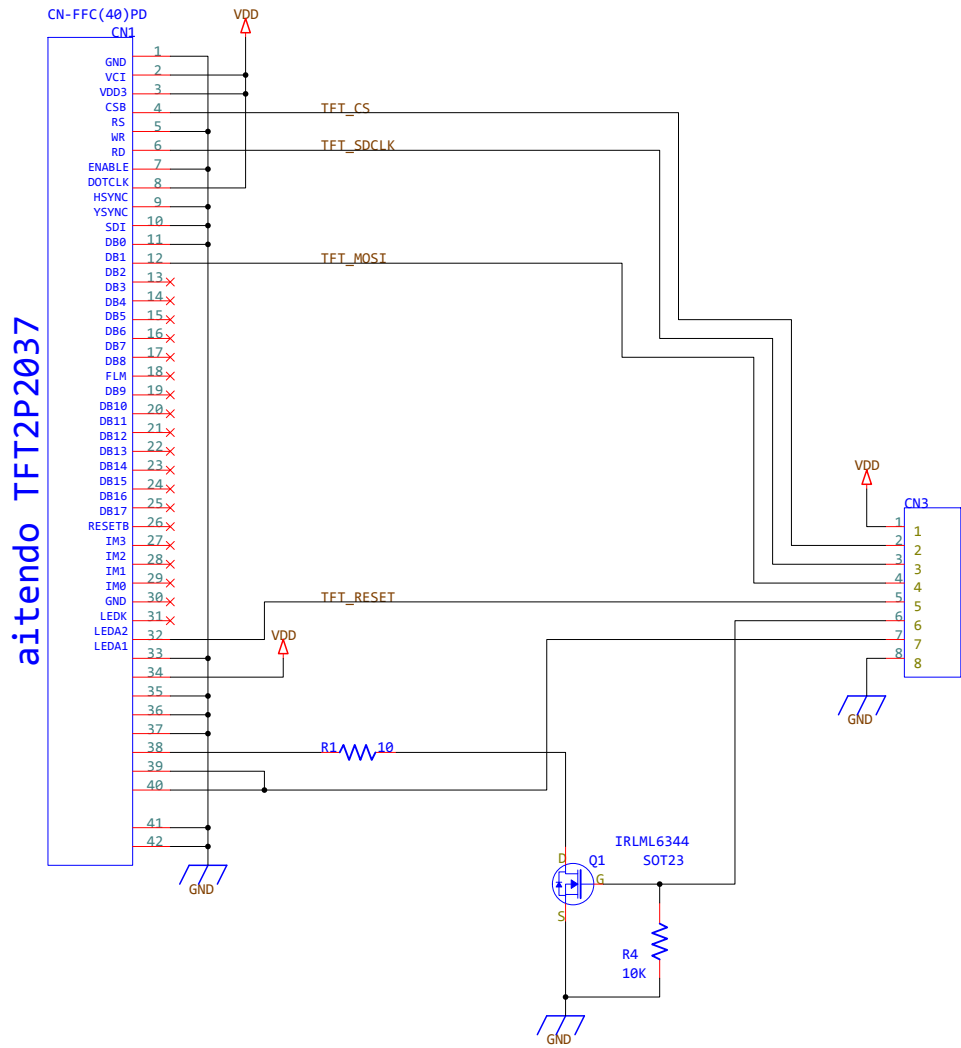 CN-FFC(40)PD
CN1
VDD
aitendo TFT2P2037
GND
VCI
VDD3
CSB
RS
WR
RD
ENABLE
DOTCLK
HSYNC
YSYNC
SDI
DB0
DB1
DB2
DB3
DB4
DB5
DB6
DB7
DB8
FLM
DB9
DB10
DB11
DB12
DB13
DB14
DB15
DB16
DB17
RESETB
IM3
IM2
IM1
IM0
GND
LEDK
LEDA2
LEDA1
1
2
3
4
5
6
7
8
9
10
11
12
13
14
15
16
17
18
19
20
21
22
23
24
25
26
27
28
29
30
31
32
33
34
35
36
37
38
39
40
41
42
TFT_CS
TFT_SDCLK
TFT_MOSI
TFT_RESET
VDD
R1 10
GND
VDD
CN3
1
2
3
4
5
6
7
8
1
2
3
4
5
6
7
8
GND
IRLML6344
SOT23
Q1
D
G
S
R4
10K
GND